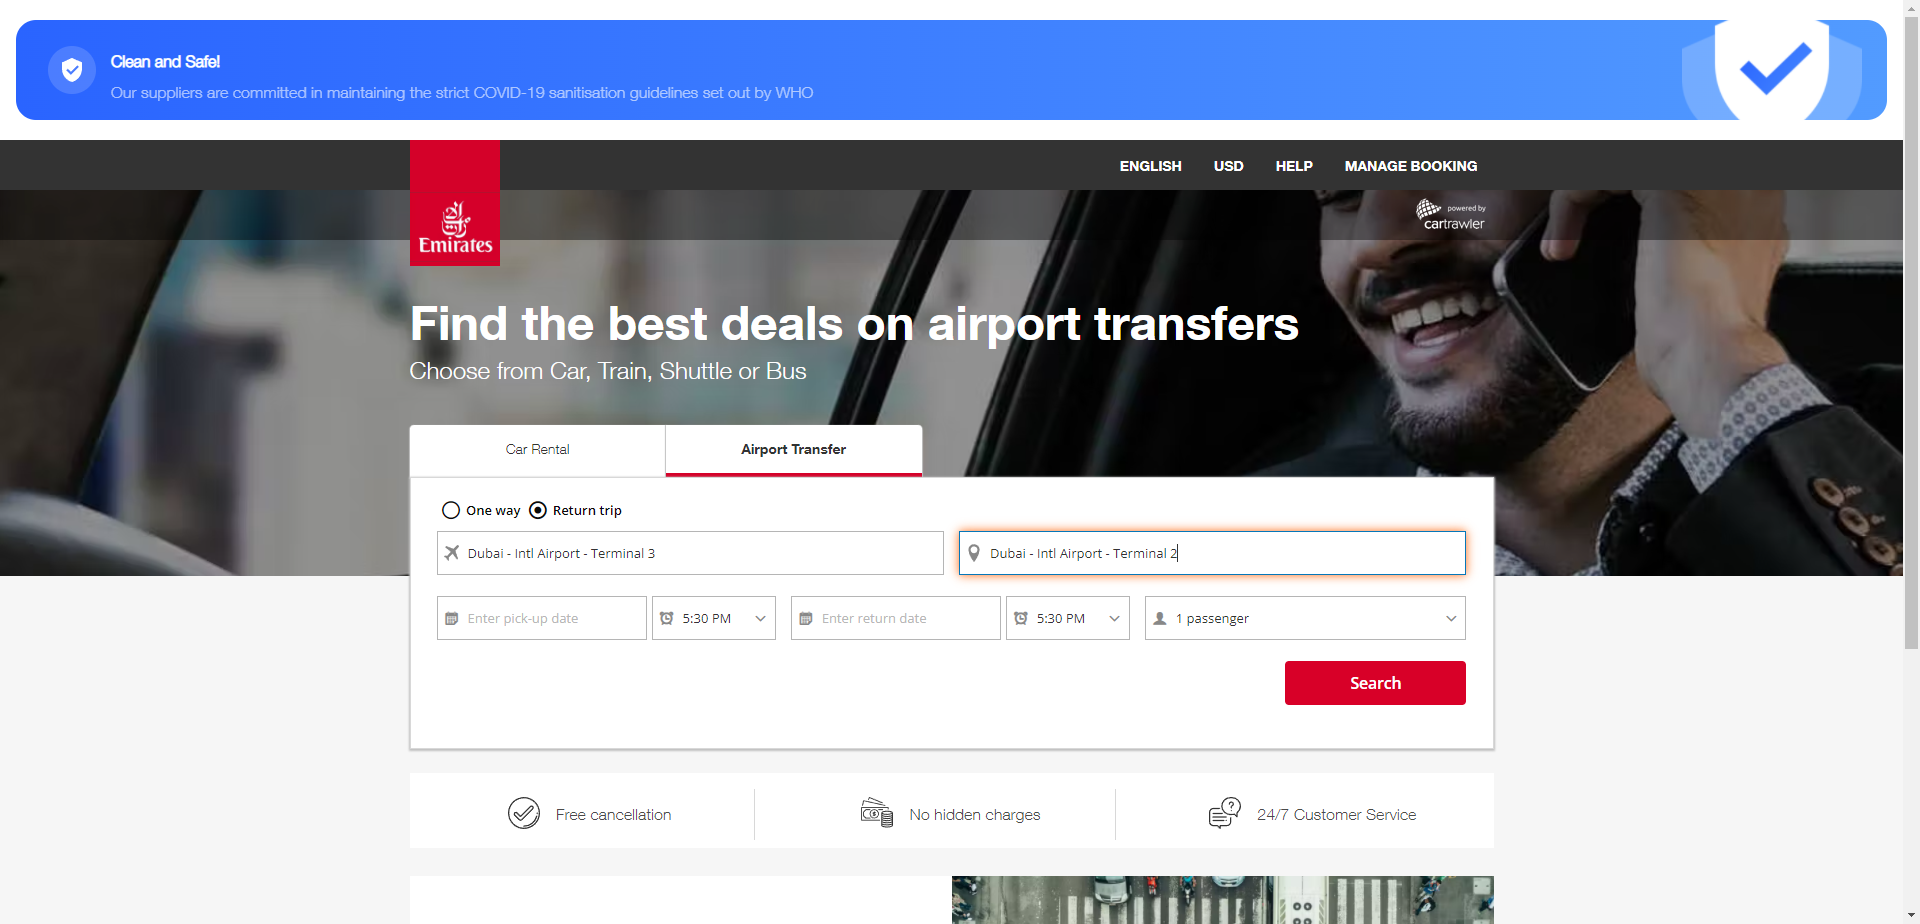 Clean and Safe!
Our suppliers are committed in maintaining the strict COVID-19 sanitisation guidelines set out by WHO
ENGLISH USD HELP MANAGE BOOKING
Emirates
powered by
cartrawler
Find the best deals on airport transfers
Choose from Car, Train, Shuttle or Bus
Car Rental Airport Transfer
One way Return trip
Dubai - Intl Airport - Terminal 3 Dubai - Intl Airport - Terminal 2
Enter pick-up date 5:30 PM Enter return date 5:30 PM 1 passenger
Search
Free cancellation No hidden charges 24/7 Customer Service